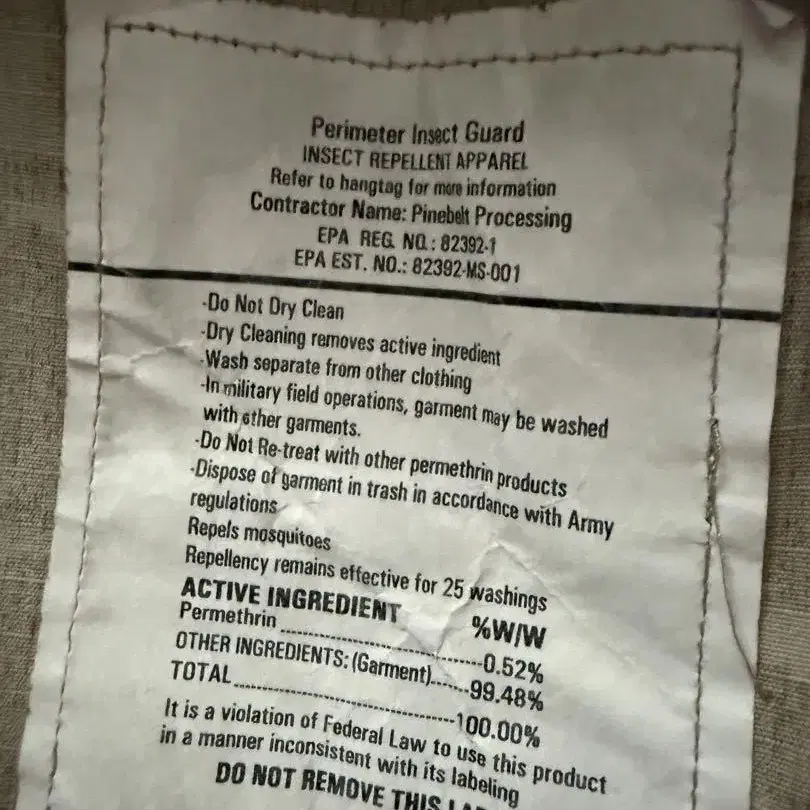 Perimeter Insect Guard
INSECT REPELLENT APPAREL
Refer to hangtag for more information
Contractor Name: Pinebelt Processing
EPA REG. NO.: 82392-1
EPA EST. NO.: 82392-MS-001
-Do Not Dry Clean
-Dry Cleaning removes active ingredient
-Wash separate from other clothing
-In military field operations, garment may be washed
with other garments.
-Do Not Re-treat with other permethrin products
-Dispose of garment in trash in accordance with Army
regulations
Repels mosquitoes
Repellency remains effective for 25 washings
ACTIVE INGREDIENT %W/W
Permethrin ........................0.52%
OTHER INGREDIENTS: (Garment).......99.48%
TOTAL..............................100.00%
It is a violation of Federal Law to use this product
in a manner inconsistent with its labeling
DO NOT REMOVE THIS